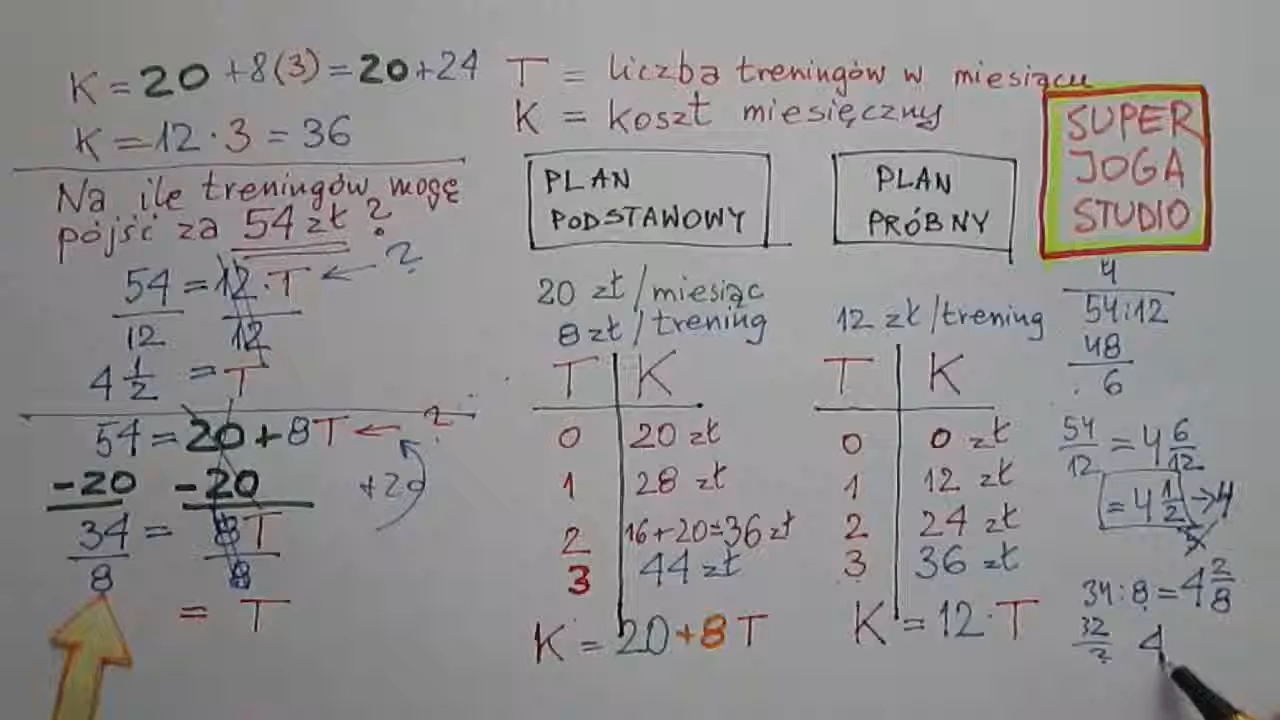 K = 20 + 8(3) = 20 + 24
K = 12 · 3 = 36
Na ile treningów mogę
pójść za 54 zł ?
54 = 12 · T ← ?
12 12
4 1/2 = T
54 = 20 + 8T ← ?
-20 -20
34 = 8T
8 8
= T
T = liczba treningów w miesiącu
K = koszt miesięczny
SUPER
JOGA
STUDIO
PLAN
PODSTAWOWY
20 zł/miesiąc
8 zł/trening
T K
0 20 zł
1 28 zł
2 16+20=36 zł
3 44 zł
K = 20 + 8T
PLAN
PRÓBNY
12 zł/trening
T K
0 0 zł
1 12 zł
2 24 zł
3 36 zł
K = 12 · T
4
54:12
48
6
54/12 = 4 6/12
= 4 1/2 → 4
34:8 = 4 2/8
32
4